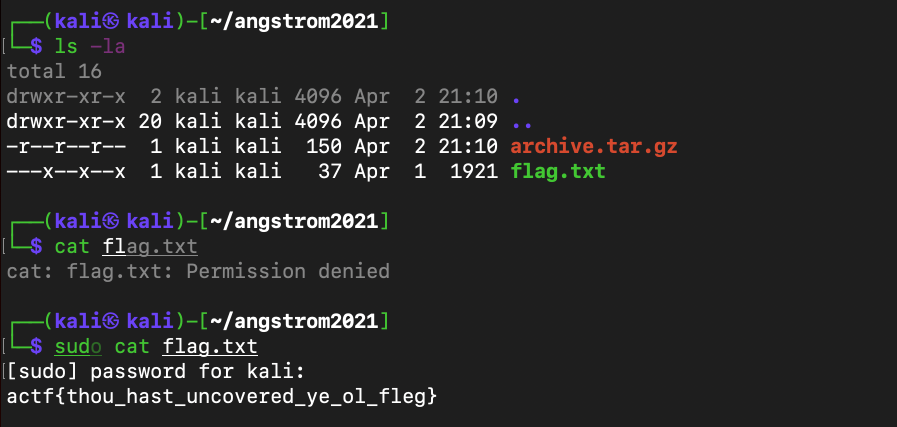 ┌──(kali㉿ kali)-[~/angstrom2021]
└─$ ls -la
total 16
drwxr-xr-x  2 kali kali 4096 Apr  2 21:10 .
drwxr-xr-x 20 kali kali 4096 Apr  2 21:09 ..
-r--r--r--  1 kali kali  150 Apr  2 21:10 archive.tar.gz
---x--x--x  1 kali kali   37 Apr  1  1921 flag.txt
┌──(kali㉿ kali)-[~/angstrom2021]
└─$ cat flag.txt
cat: flag.txt: Permission denied
┌──(kali㉿ kali)-[~/angstrom2021]
└─$ sudo cat flag.txt
[sudo] password for kali:
actf{thou_hast_uncovered_ye_ol_fleg}